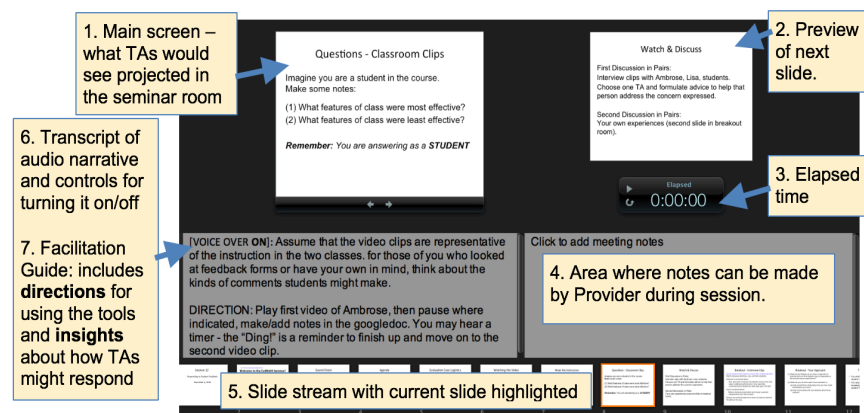 1. Main screen –
what TAs would
see projected in
the seminar room
Questions - Classroom Clips
Imagine you are a student in the course.
Make some notes:
(1) What features of class were most effective?
(2) What features of class were least effective?
Remember: You are answering as a STUDENT
Watch & Discuss
First Discussion in Pairs:
Interview clips with Ambrose, Lisa, students.
Choose one TA and formulate advice to help that
person address the concern expressed.
Second Discussion in Pairs:
Your own experiences (second slide in breakout
room).
2. Preview
of next
slide.
Elapsed
0:00:00
3. Elapsed
time
6. Transcript of
audio narrative
and controls for
turning it on/off
7. Facilitation
Guide: includes
directions for
using the tools
and insights
about how TAs
might respond
[VOICE OVER ON]: Assume that the video clips are representative
of the instruction in the two classes. for those of you who looked
at feedback forms or have your own in mind, think about the
kinds of comments students might make.
DIRECTION: Play first video of Ambrose, then pause where
indicated, make/add notes in the googledoc. You may hear a
timer - the “Ding!” is a reminder to finish up and move on to the
second video clip.
Click to add meeting notes
4. Area where notes can be made
by Provider during session.
5. Slide stream with current slide highlighted